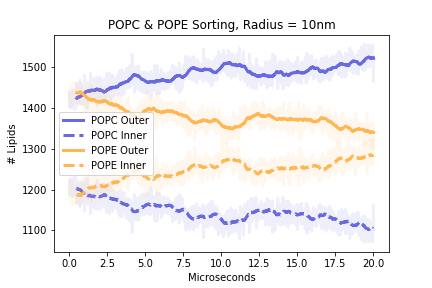 POPC & POPE Sorting, Radius = 10nm
# Lipids
1500
1400
1300
1200
1100
POPC Outer
POPC Inner
POPE Outer
POPE Inner
0.0 2.5 5.0 7.5 10.0 12.5 15.0 17.5 20.0
Microseconds